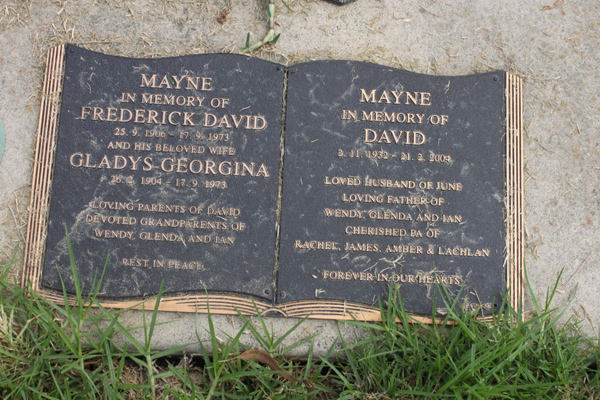 MAYNE
IN MEMORY OF
FREDERICK DAVID
25. 9. 1906 - 17. 9. 1973
AND HIS BELOVED WIFE
GLADYS GEORGINA
1904 - 17. 9. 1973
LOVING PARENTS OF DAVID
DEVOTED GRANDPARENTS OF
WENDY, GLENDA AND IAN
REST IN PEACE
MAYNE
IN MEMORY OF
DAVID
3. 11. 1932 - 21. 2. 2004
LOVED HUSBAND OF JUNE
LOVING FATHER OF
WENDY, GLENDA AND IAN
CHERISHED PA OF
RACHEL, JAMES, AMBER & LACHLAN
FOREVER IN OUR HEARTS